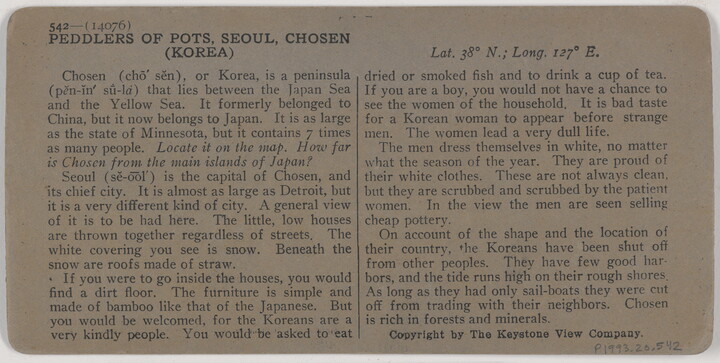 542—(14076)
PEDDLERS OF POTS, SEOUL, CHOSEN
(KOREA)
Lat. 38° N.; Long. 127° E.
Chosen (chō′ sĕn), or Korea, is a peninsula
(pĕn-ĭn′ sû-lá) that lies between the Japan Sea
and the Yellow Sea. It formerly belonged to
China, but it now belongs to Japan. It is as large
as the state of Minnesota, but it contains 7 times
as many people. Locate it on the map. How far
is Chosen from the main islands of Japan?
Seoul (sĕ-o͞ol′) is the capital of Chosen, and
its chief city. It is almost as large as Detroit, but
it is a very different kind of city. A general view
of it is to be had here. The little, low houses
are thrown together regardless of streets. The
white covering you see is snow. Beneath the
snow are roofs made of straw.
If you were to go inside the houses, you would
find a dirt floor. The furniture is simple and
made of bamboo like that of the Japanese. But
you would be welcomed, for the Koreans are a
very kindly people. You would be asked to eat
dried or smoked fish and to drink a cup of tea.
If you are a boy, you would not have a chance to
see the women of the household. It is bad taste
for a Korean woman to appear before strange
men. The women lead a very dull life.
The men dress themselves in white, no matter
what the season of the year. They are proud of
their white clothes. These are not always clean,
but they are scrubbed and scrubbed by the patient
women. In the view the men are seen selling
cheap pottery.
On account of the shape and the location of
their country, the Koreans have been shut off
from other peoples. They have few good har-
bors, and the tide runs high on their rough shores.
As long as they had only sail-boats they were cut
off from trading with their neighbors. Chosen
is rich in forests and minerals.
Copyright by The Keystone View Company.
P1993.20.542